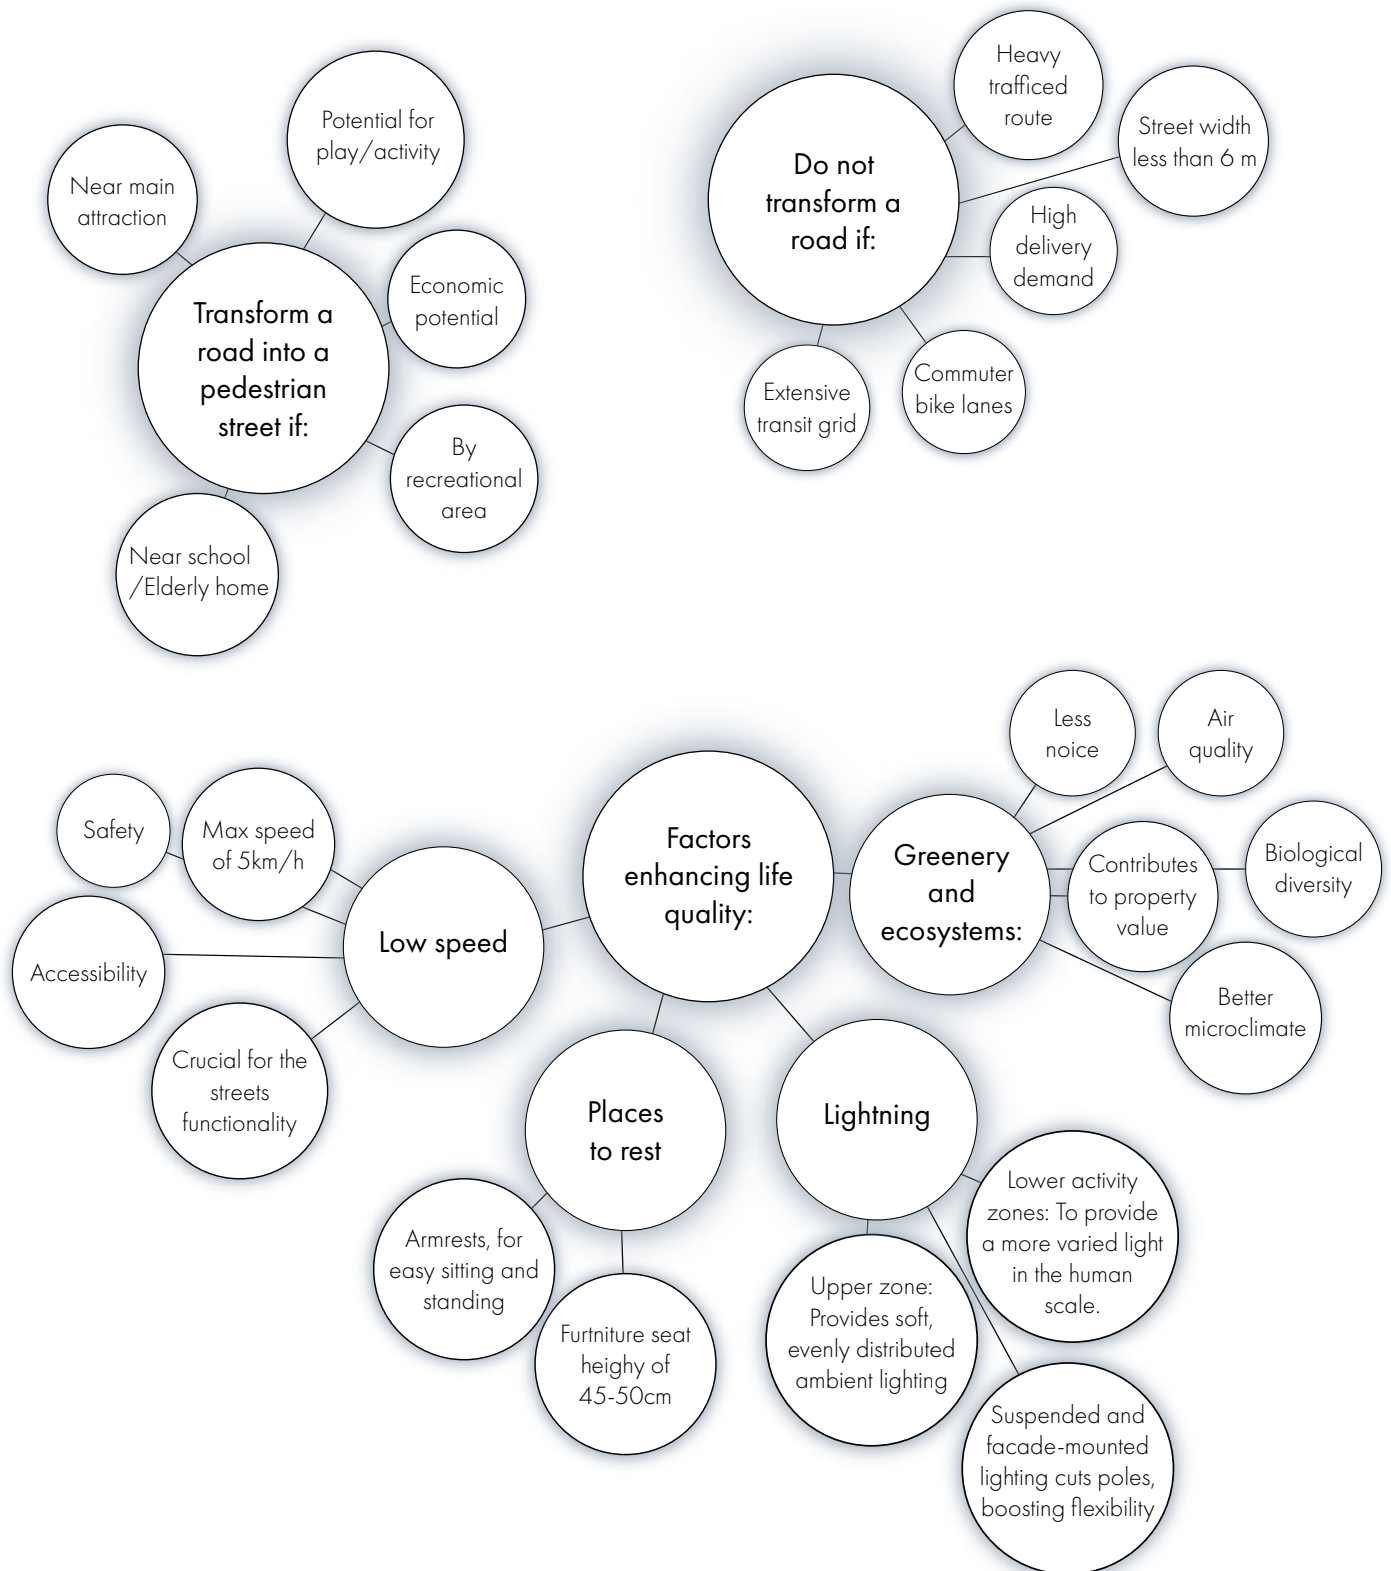 Potential for
play/activity
Near main
attraction
Economic
potential
Transform a
road into a
pedestrian
street if:
By
recreational
area
Near school
/Elderly home
Heavy
trafficed
route
Street width
less than 6 m
Do not
transform a
road if:
High
delivery
demand
Commuter
bike lanes
Extensive
transit grid
Factors
enhancing life
quality:
Low speed
Safety
Max speed
of 5km/h
Accessibility
Crucial for the
streets
functionality
Greenery
and
ecosystems:
Less
noice
Air
quality
Contributes
to property
value
Biological
diversity
Better
microclimate
Places
to rest
Armrests, for
easy sitting and
standing
Furtniture seat
heighy of
45-50cm
Lightning
Lower activity
zones: To provide
a more varied light
in the human
scale.
Upper zone:
Provides soft,
evenly distributed
ambient lighting
Suspended and
facade-mounted
lighting cuts poles,
boosting flexibility